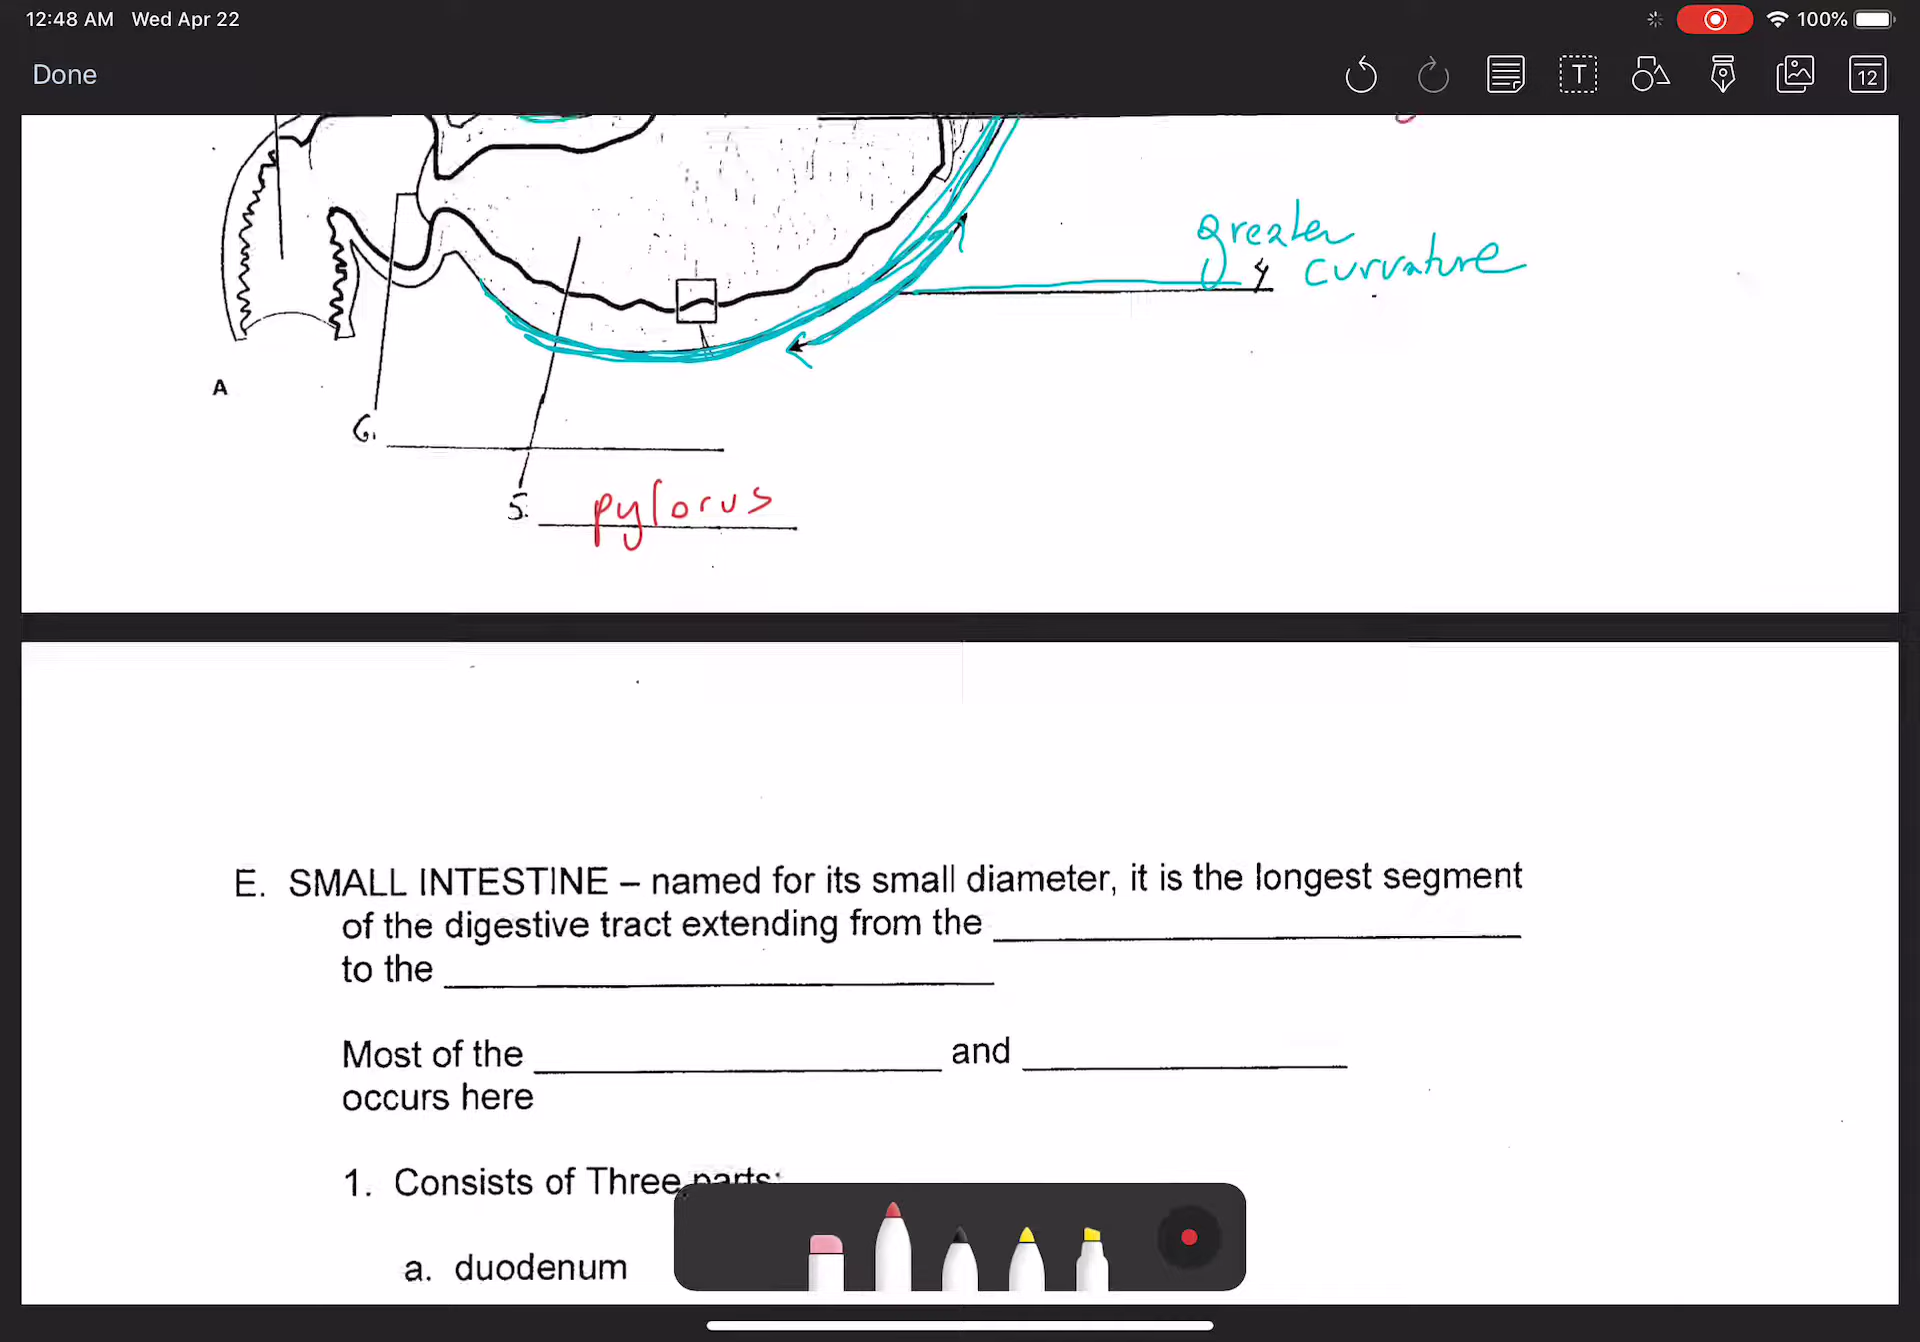 12:48 AM Wed Apr 22
100%
Done
T
12
greater
4 curvature
A
6.
5. pylorus
E. SMALL INTESTINE – named for its small diameter, it is the longest segment
of the digestive tract extending from the
to the
Most of the and
occurs here
1. Consists of Three parts:
a. duodenum